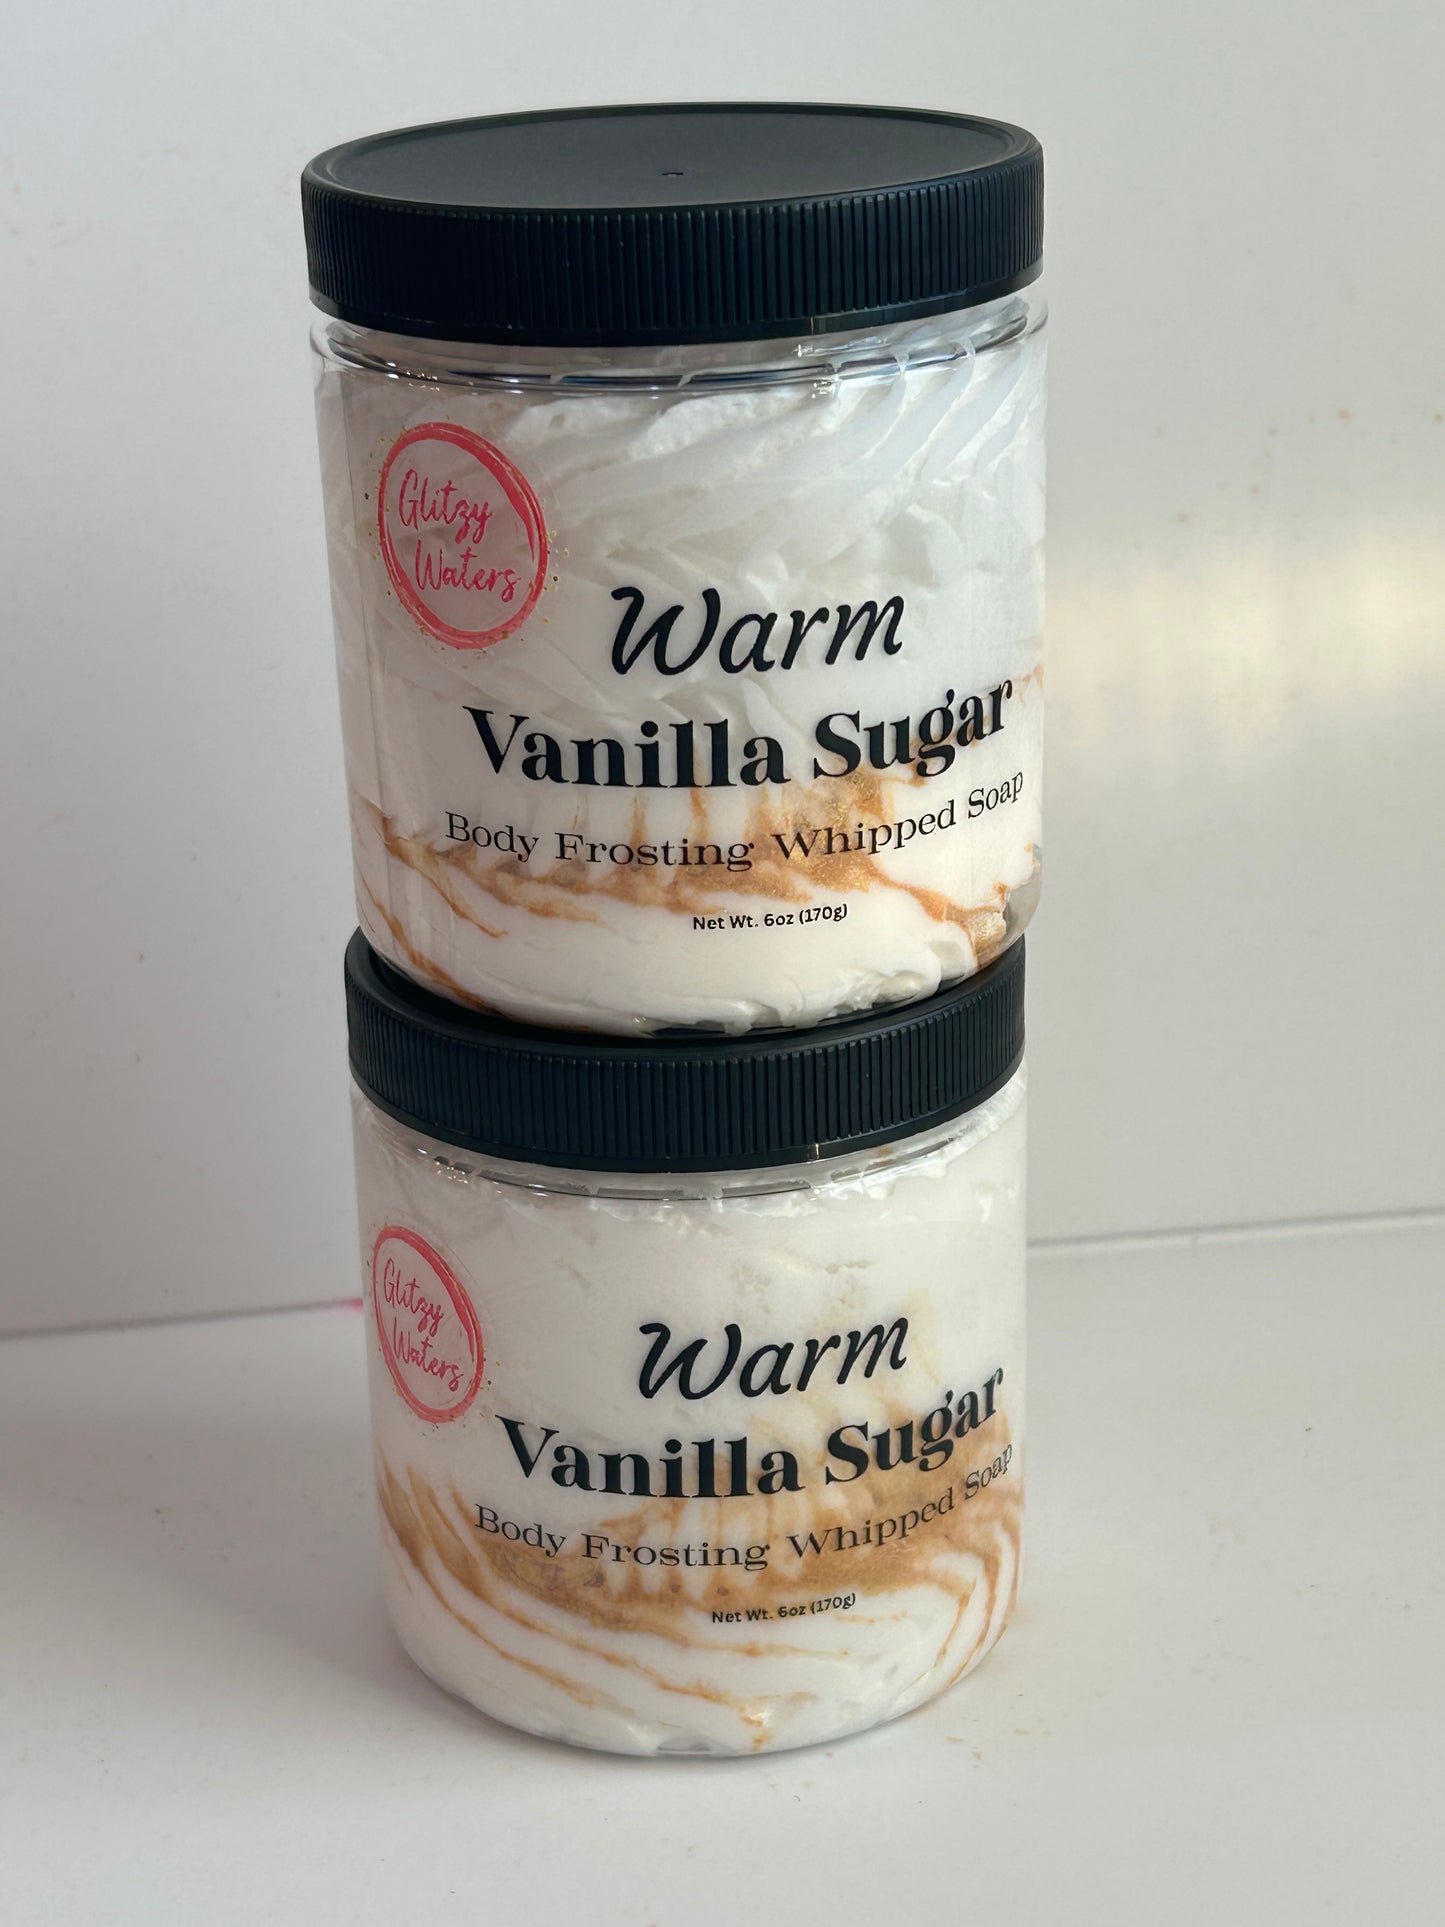 Glitzy
Waters
Warm
Vanilla Sugar
Body Frosting Whipped Soap
Net Wt. 6oz (170g)
Glitzy
Waters
Warm
Vanilla Sugar
Body Frosting Whipped Soap
Net Wt. 6oz (170g)